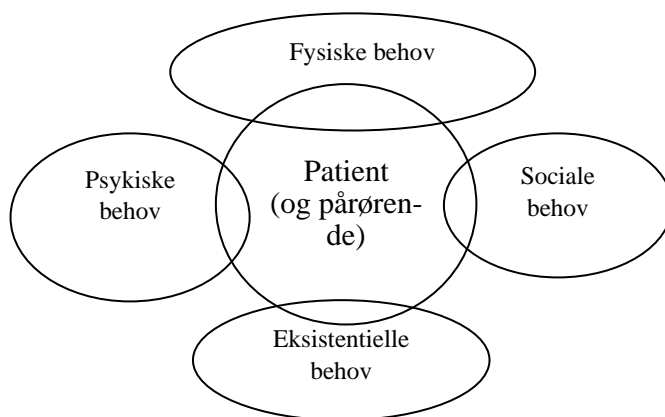 Fysiske behov
Psykiske
behov
Patient
(og pårøren-
de)
Sociale
behov
Eksistentielle
behov